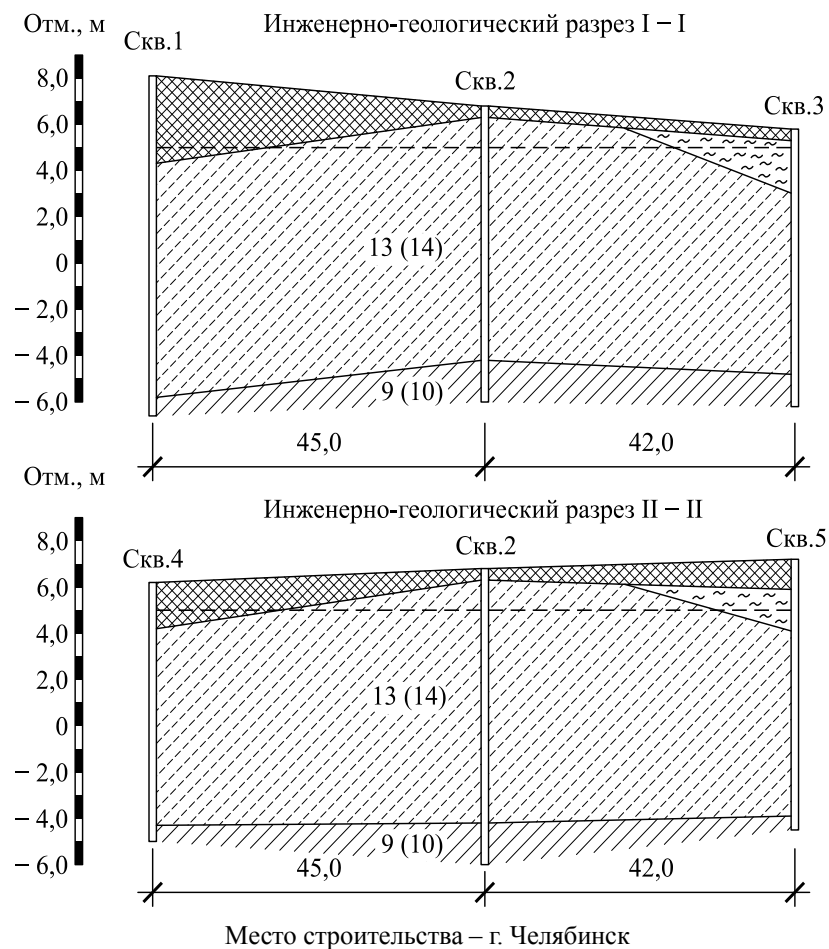 Отм., м
Инженерно-геологический разрез I – I
Скв.1
Скв.2
Скв.3
8,0
6,0
4,0
2,0
0
– 2,0
– 4,0
– 6,0
13 (14)
9 (10)
45,0
42,0
Отм., м
Инженерно-геологический разрез II – II
Скв.4
Скв.2
Скв.5
8,0
6,0
4,0
2,0
0
– 2,0
– 4,0
– 6,0
13 (14)
9 (10)
45,0
42,0
Место строительства – г. Челябинск